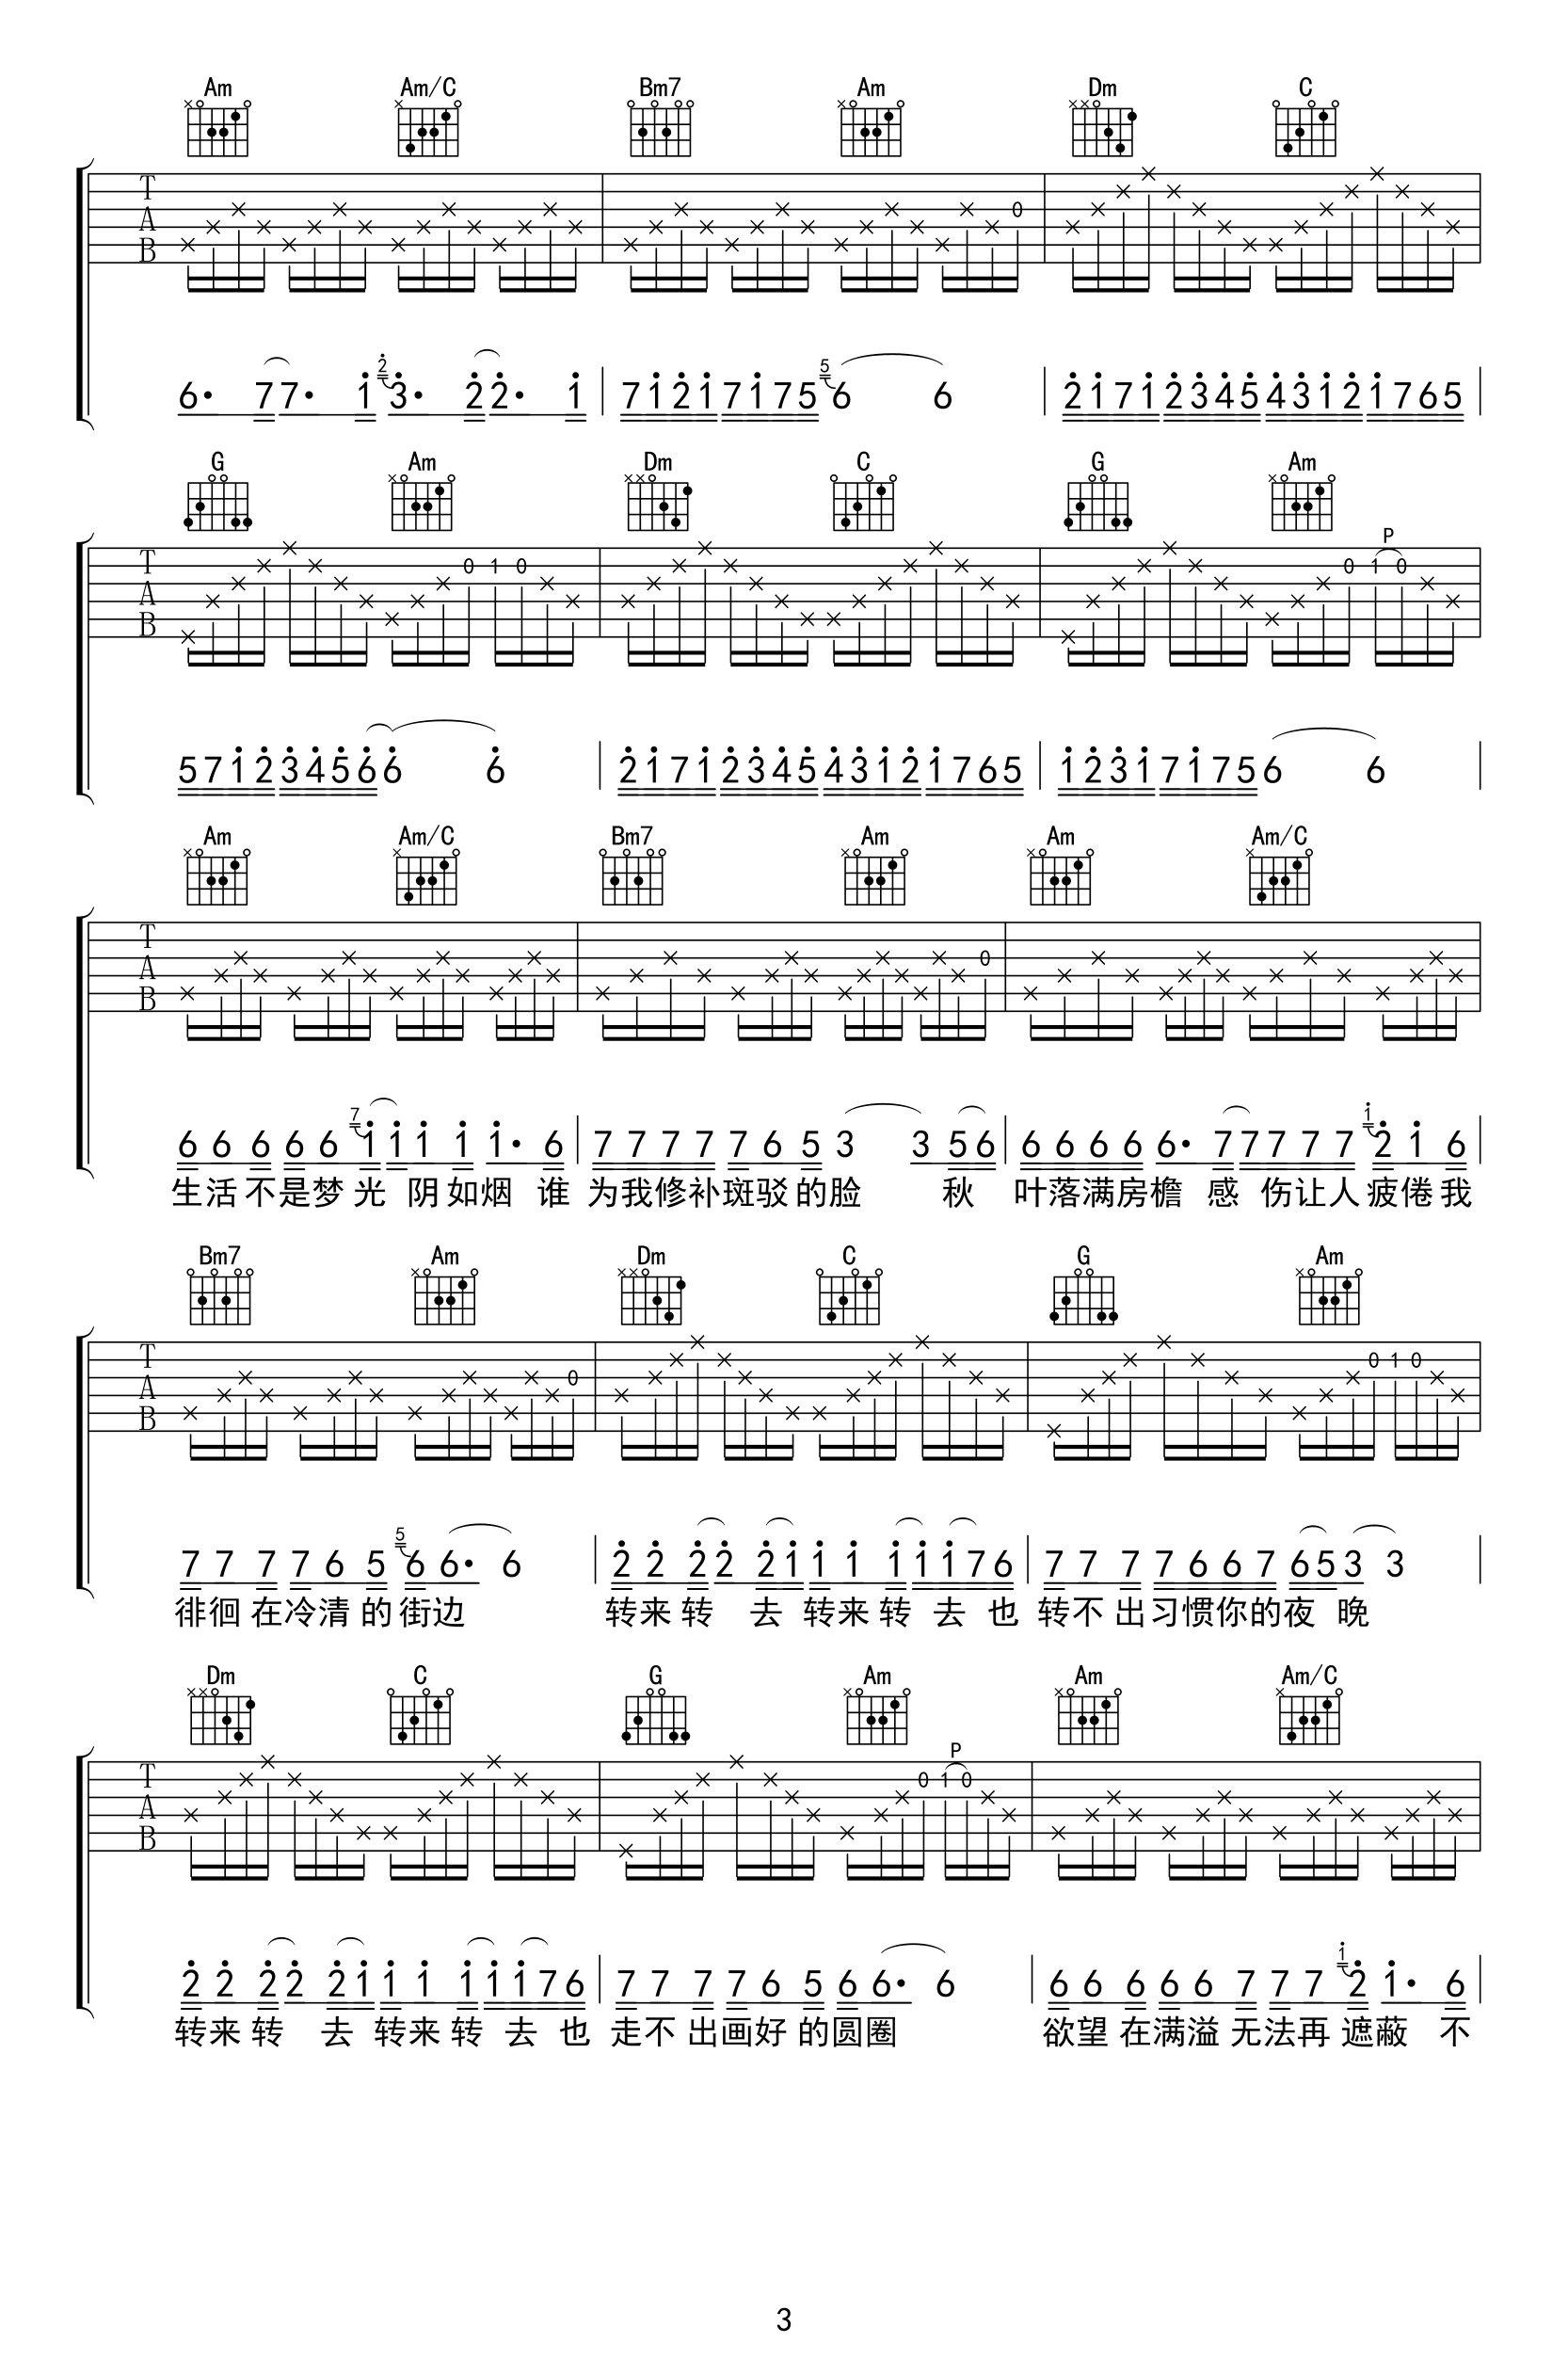 Am Am/C Bm7 Am Dm C
T
A
B
0
6· 7 7· 1 2 3· 2 2· 1 7 1 2 1 7 1 7 5 5 6 6 2 1 7 1 2 3 4 5 4 3 1 2 1 7 6 5
G Am Dm C G Am
P
T 0 1 0 0 1 0
A
B
5 7 1 2 3 4 5 6 6 6 2 1 7 1 2 3 4 5 4 3 1 2 1 7 6 5 1 2 3 1 7 1 7 5 6 6
Am Am/C Bm7 Am Am Am/C
T
A
B
0
6 6 6 6 6 7 1 1 1 1 1· 6 7 7 7 7 7 6 5 3 3 5 6 6 6 6 6 6· 7 7 7 7 7 1 2 1 6
生活不是梦光阴如烟谁 为我修补斑驳的脸 秋 叶落满房檐感伤让人疲倦我
Bm7 Am Dm C G Am
T 0 1 0
A
B
0
7 7 7 7 6 5 5 6 6· 6 2 2 2 2 2 1 1 1 1 1 1 7 6 7 7 7 7 6 6 7 6 5 3 3
徘徊在冷清的街边 转来转去转来转去也 转不出习惯你的夜晚
Dm C G Am Am Am/C
P
T 0 1 0
A
B
2 2 2 2 2 1 1 1 1 1 1 7 6 7 7 7 7 6 5 6 6· 6 6 6 6 6 6 7 7 7 1 2 1· 6
转来转去转来转去也 走不出画好的圆圈 欲望在满溢无法再遮蔽不
3